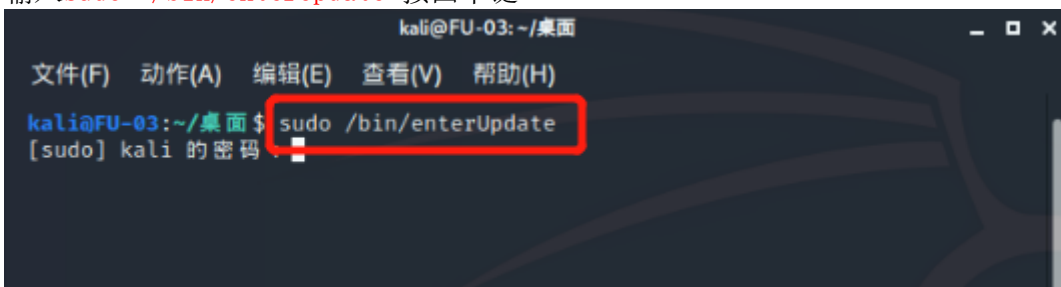 kali@FU-03: ~/桌面
文件(F) 动作(A) 编辑(E) 查看(V) 帮助(H)
kali@FU-03:~/桌面$ sudo /bin/enterUpdate
[sudo] kali 的密码：